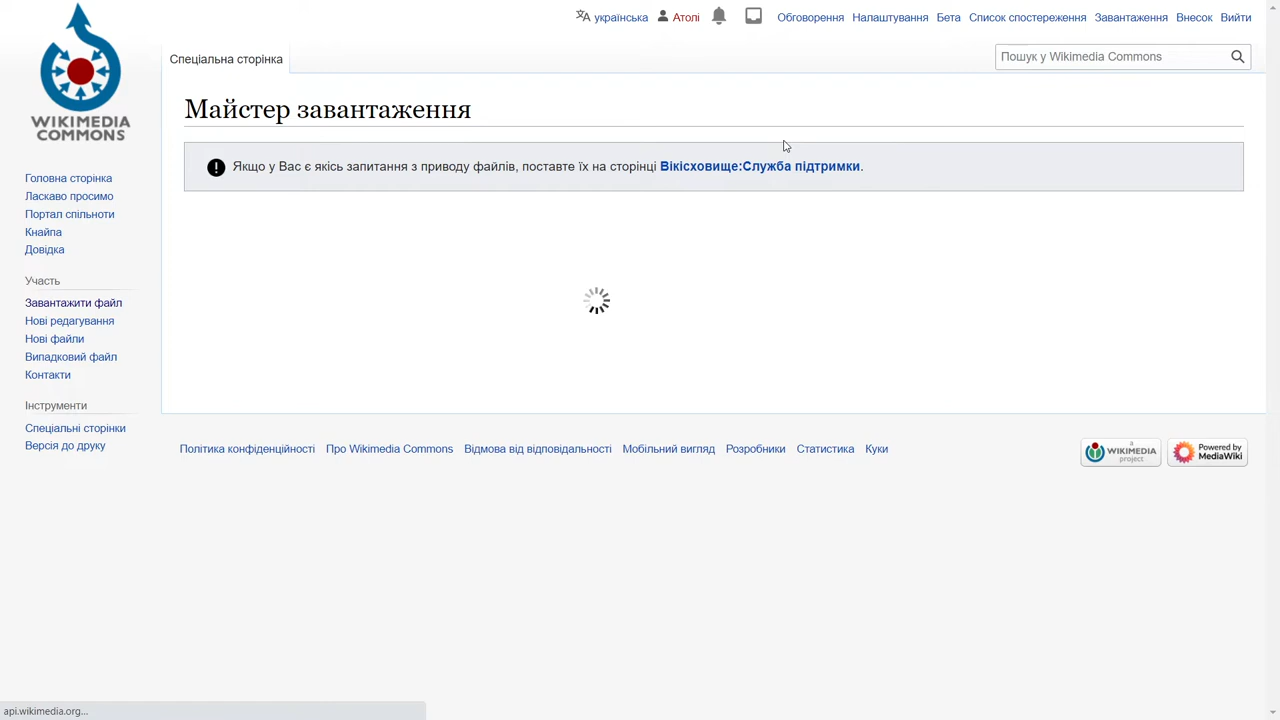 українська Атолі Обговорення Налаштування Бета Список спостереження Завантаження Внесок Вийти
WIKIMEDIA
COMMONS
Спеціальна сторінка
Пошук у Wikimedia Commons
Майстер завантаження
Якщо у Вас є якісь запитання з приводу файлів, поставте їх на сторінці Вікісховище:Служба підтримки.
Головна сторінка
Ласкаво просимо
Портал спільноти
Кнайпа
Довідка
Участь
Завантажити файл
Нові редагування
Нові файли
Випадковий файл
Контакти
Інструменти
Спеціальні сторінки
Версія до друку
Політика конфіденційності Про Wikimedia Commons Відмова від відповідальності Мобільний вигляд Розробники Статистика Куки
a
WIKIMEDIA
project
Powered by
MediaWiki
api.wikimedia.org...